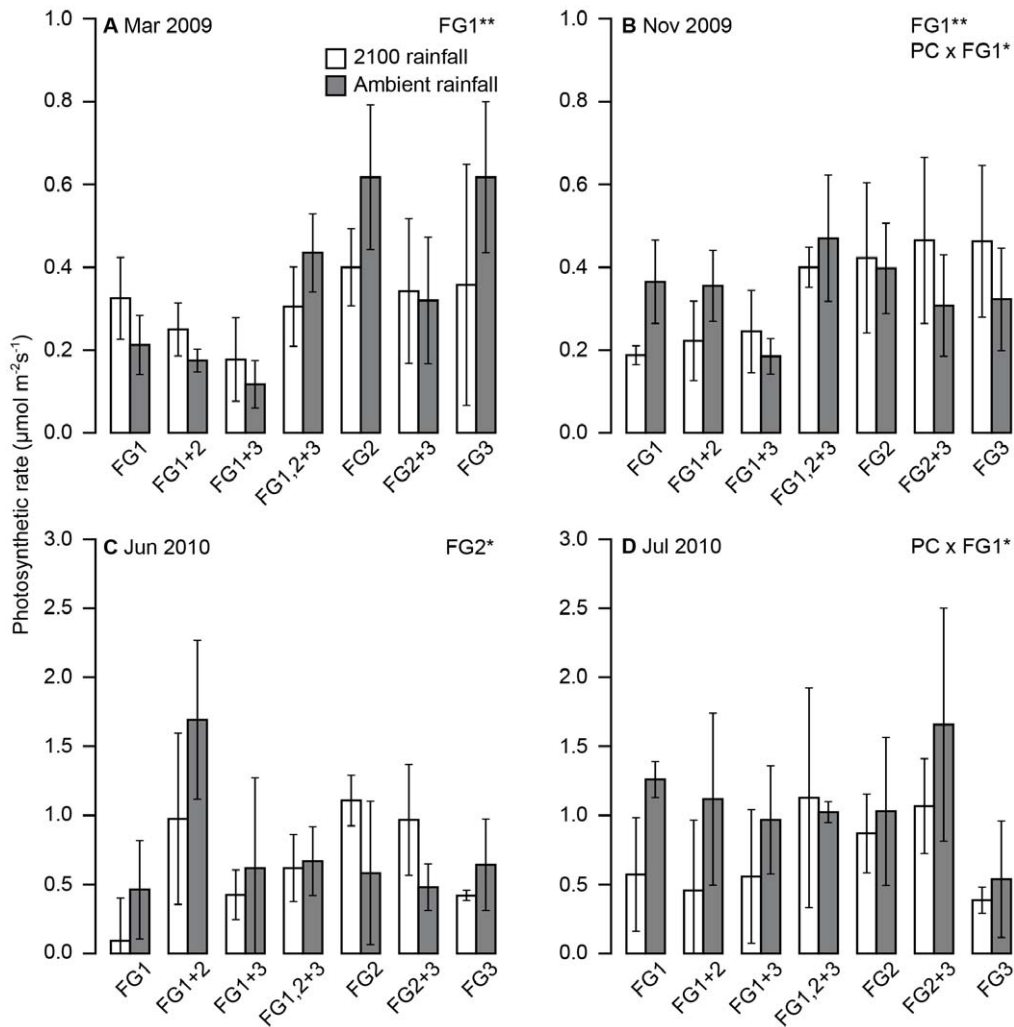 Photosynthetic rate (µmol m⁻²s⁻¹)
A Mar 2009
FG1**
2100 rainfall
Ambient rainfall
1.0
0.8
0.6
0.4
0.2
0.0
FG1
FG1+2
FG1+3
FG1,2+3
FG2
FG2+3
FG3
B Nov 2009
FG1**
PC x FG1*
1.0
0.8
0.6
0.4
0.2
0.0
FG1
FG1+2
FG1+3
FG1,2+3
FG2
FG2+3
FG3
C Jun 2010
FG2*
3.0
2.5
2.0
1.5
1.0
0.5
0.0
FG1
FG1+2
FG1+3
FG1,2+3
FG2
FG2+3
FG3
D Jul 2010
PC x FG1*
3.0
2.5
2.0
1.5
1.0
0.5
0.0
FG1
FG1+2
FG1+3
FG1,2+3
FG2
FG2+3
FG3